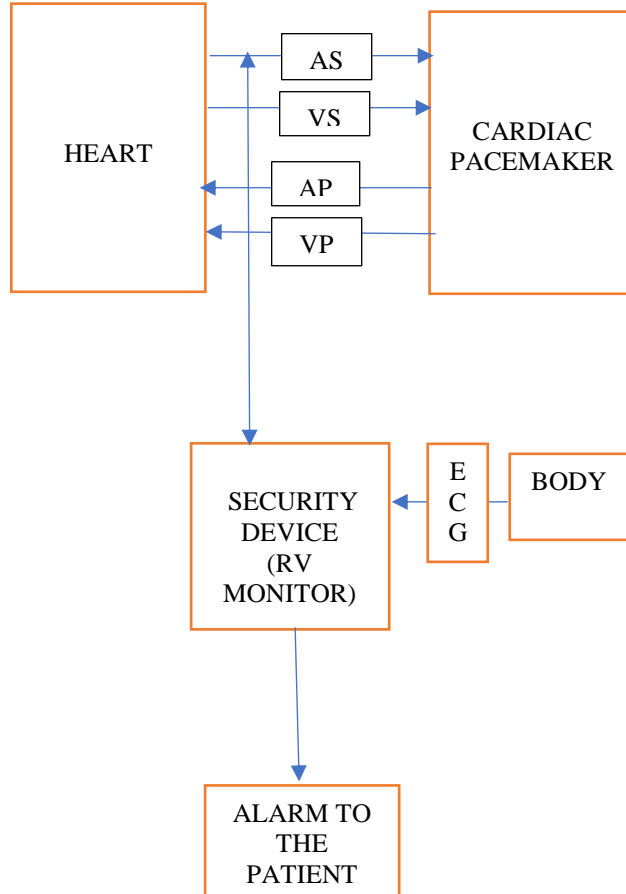 AS
VS
HEART
CARDIAC
PACEMAKER
AP
VP
SECURITY
DEVICE
(RV
MONITOR)
E
C
G
BODY
ALARM TO
THE
PATIENT